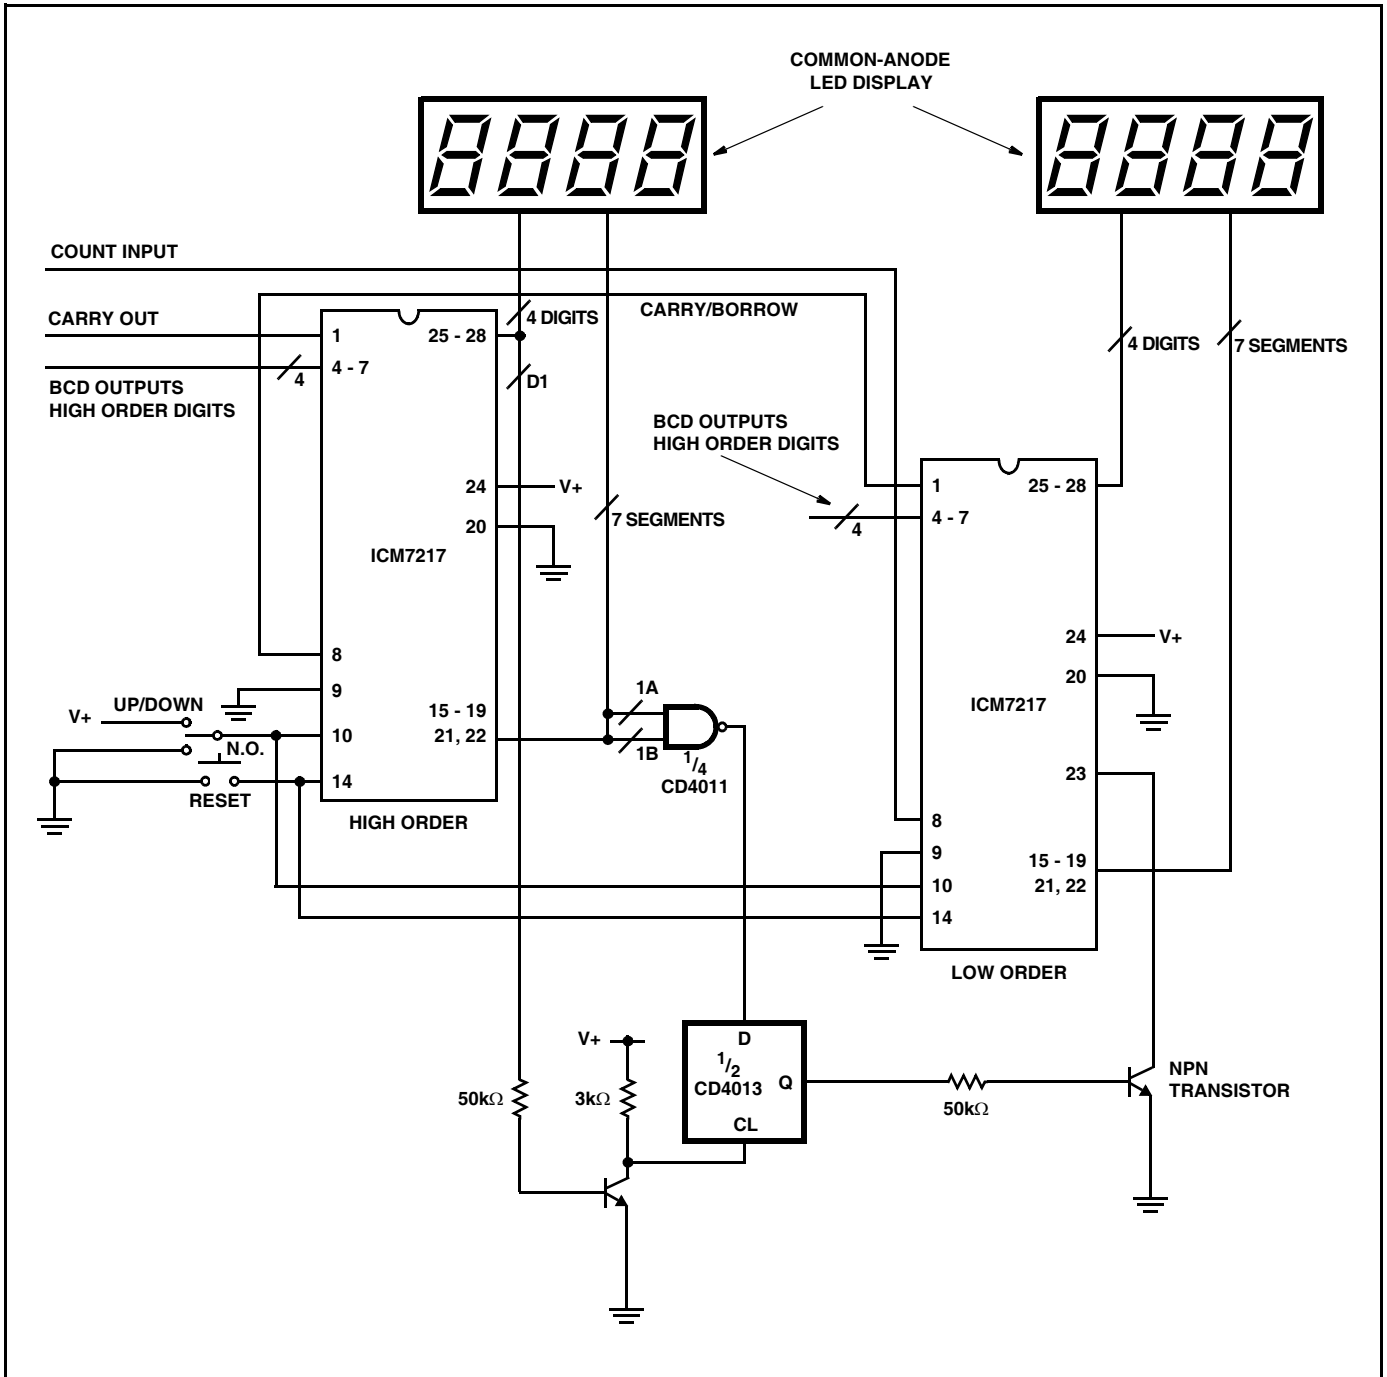 COMMON-ANODE
LED DISPLAY
COUNT INPUT
CARRY OUT
BCD OUTPUTS
HIGH ORDER DIGITS
4
1
4 - 7
25 - 28
4 DIGITS
D1
CARRY/BORROW
24
V+
20
ICM7217
7 SEGMENTS
8
9
10
14
15 - 19
21, 22
HIGH ORDER
V+
UP/DOWN
N.O.
RESET
1A
1B
1/4
CD4011
BCD OUTPUTS
HIGH ORDER DIGITS
4
4 DIGITS
7 SEGMENTS
1
4 - 7
25 - 28
24
V+
20
ICM7217
23
8
9
10
14
15 - 19
21, 22
LOW ORDER
V+
50kΩ
3kΩ
D
1/2
CD4013
Q
CL
50kΩ
NPN
TRANSISTOR